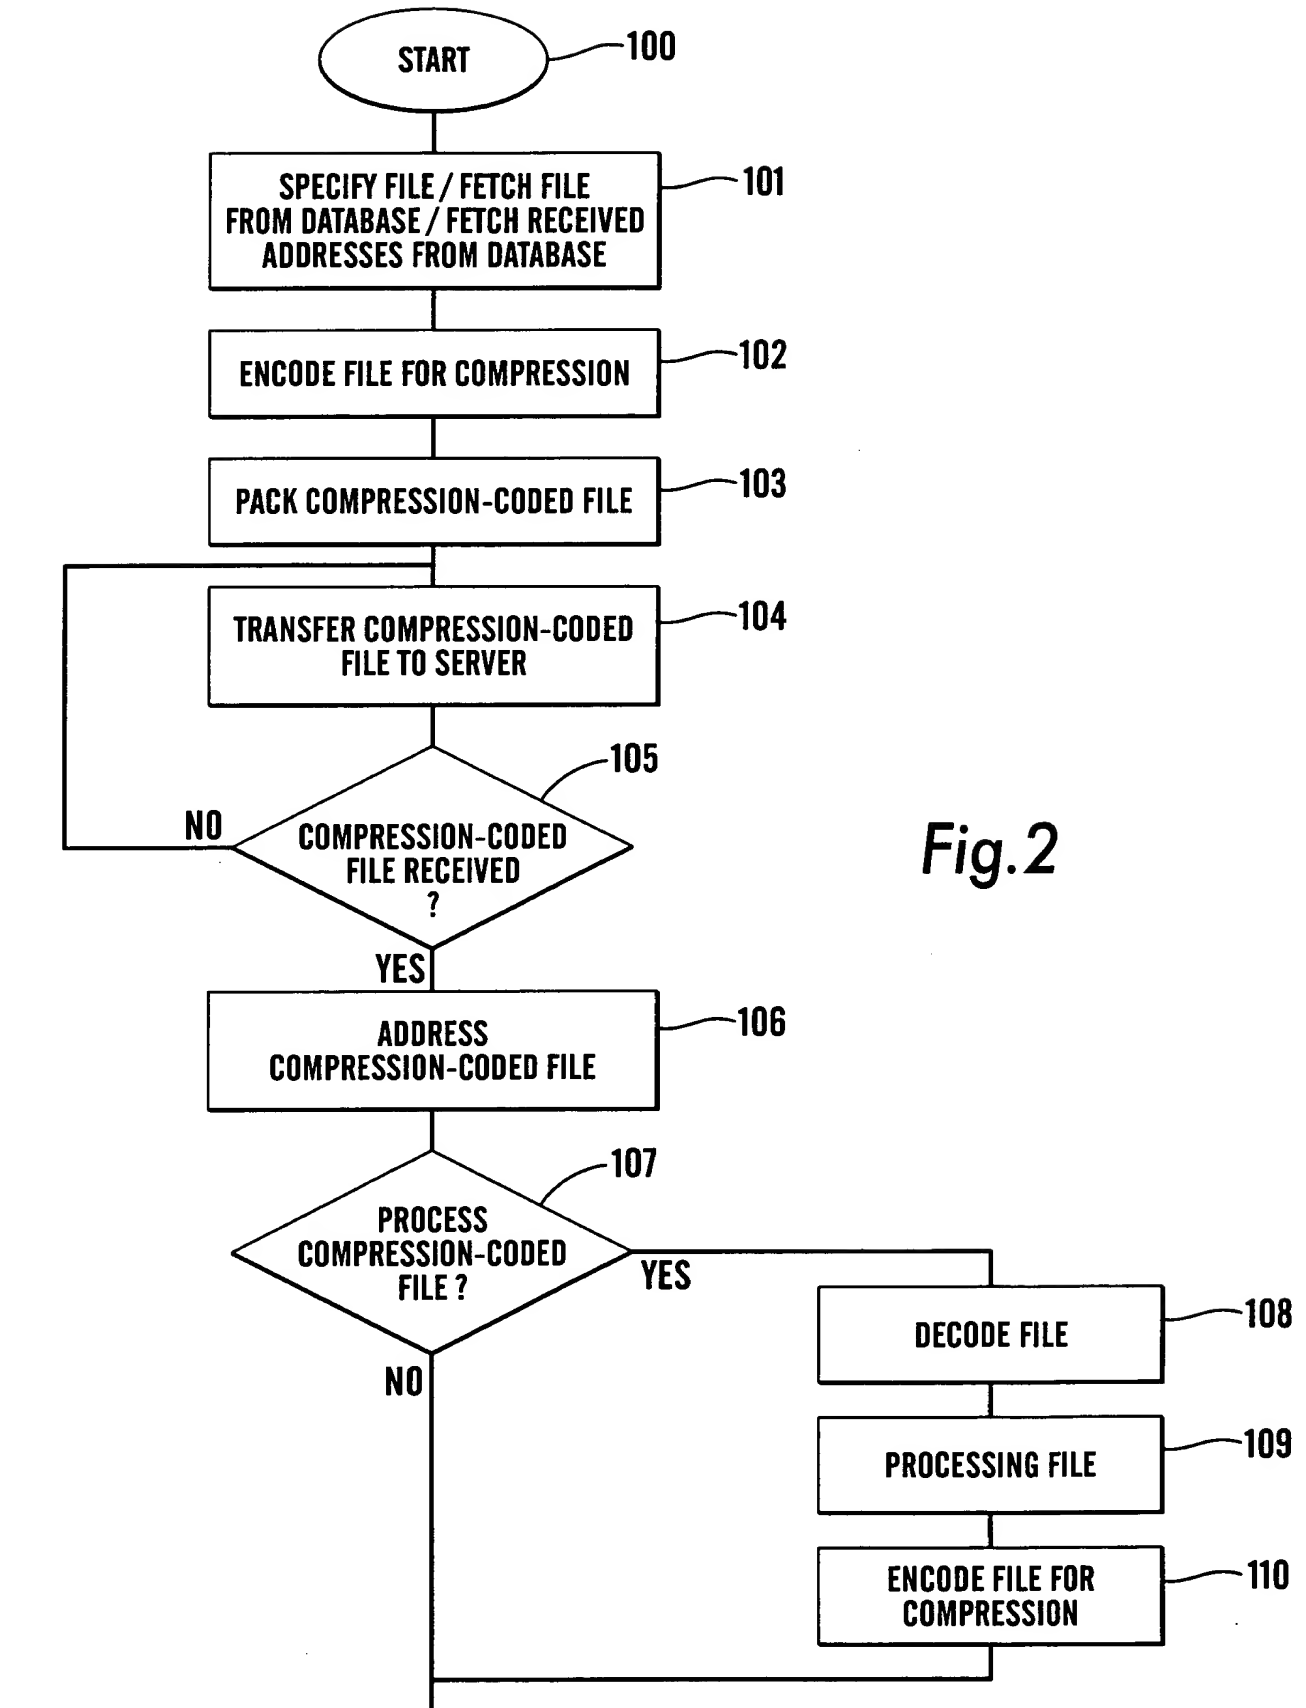 START
100
SPECIFY FILE / FETCH FILE
FROM DATABASE / FETCH RECEIVED
ADDRESSES FROM DATABASE
101
ENCODE FILE FOR COMPRESSION
102
PACK COMPRESSION-CODED FILE
103
TRANSFER COMPRESSION-CODED
FILE TO SERVER
104
COMPRESSION-CODED
FILE RECEIVED
?
105
NO
YES
Fig.2
ADDRESS
COMPRESSION-CODED FILE
106
PROCESS
COMPRESSION-CODED
FILE ?
107
YES
NO
DECODE FILE
108
PROCESSING FILE
109
ENCODE FILE FOR
COMPRESSION
110